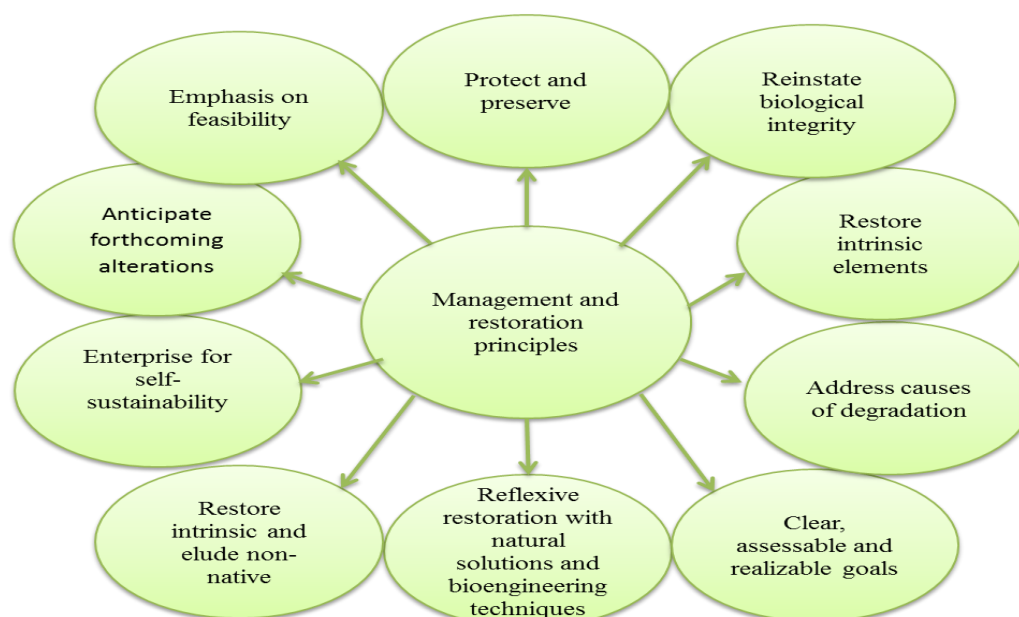 Emphasis on
feasibility
Protect and
preserve
Reinstate
biological
integrity
Anticipate
forthcoming
alterations
Restore
intrinsic
elements
Management and
restoration
principles
Enterprise for
self-
sustainability
Address causes
of degradation
Restore
intrinsic and
elude non-
native
Reflexive
restoration with
natural
solutions and
bioengineering
techniques
Clear,
assessable and
realizable goals